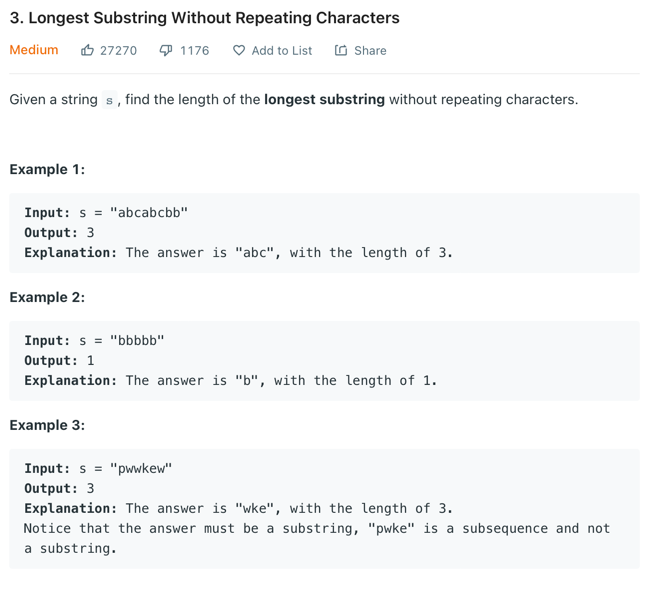 3. Longest Substring Without Repeating Characters
Medium 27270 1176 Add to List Share
Given a string s, find the length of the longest substring without repeating characters.
Example 1:
Input: s = "abcabcbb"
Output: 3
Explanation: The answer is "abc", with the length of 3.
Example 2:
Input: s = "bbbbb"
Output: 1
Explanation: The answer is "b", with the length of 1.
Example 3:
Input: s = "pwwkew"
Output: 3
Explanation: The answer is "wke", with the length of 3.
Notice that the answer must be a substring, "pwke" is a subsequence and not
a substring.